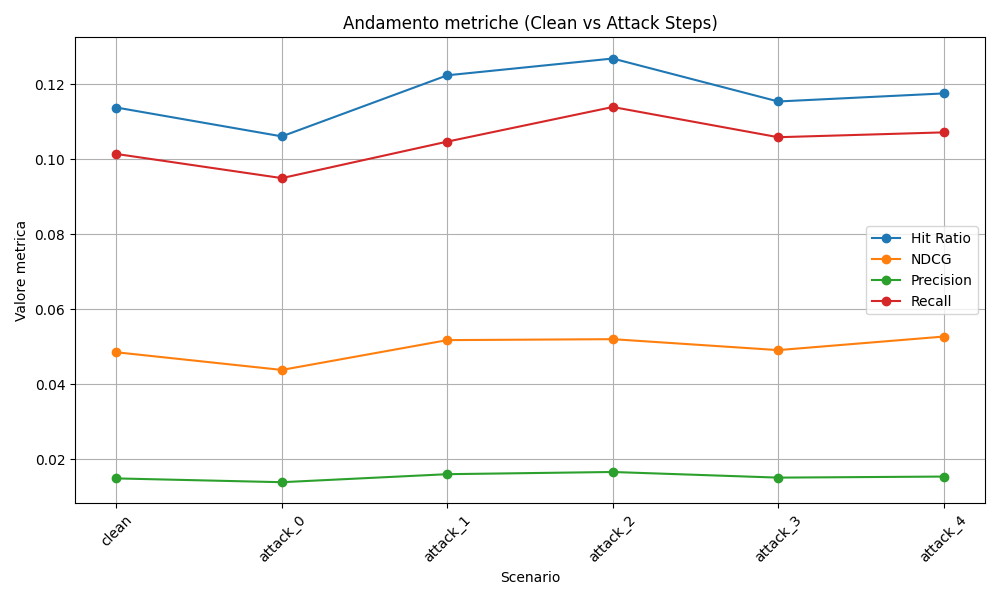 Andamento metriche (Clean vs Attack Steps)
Valore metrica
0.12
0.10
0.08
0.06
0.04
0.02
Hit Ratio
NDCG
Precision
Recall
clean
attack_0
attack_1
attack_2
attack_3
attack_4
Scenario